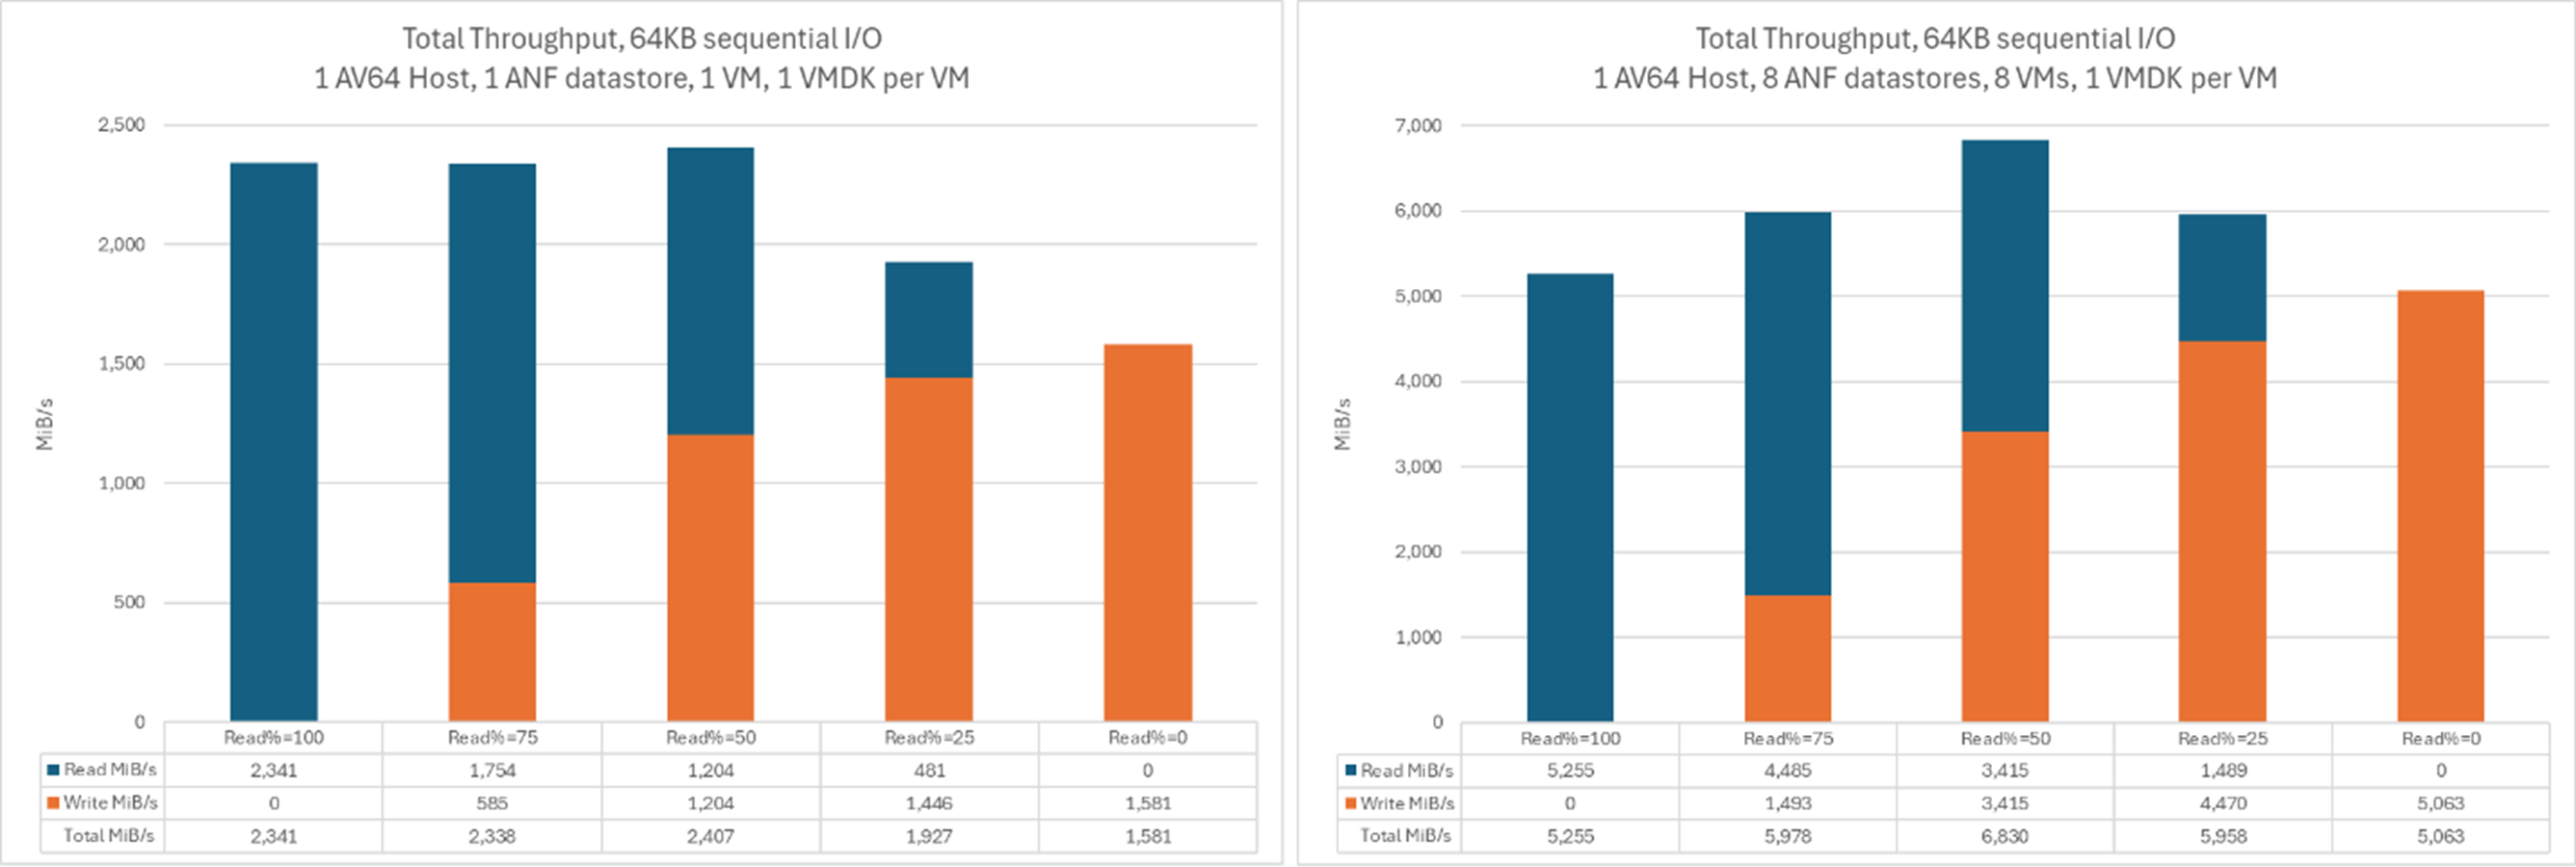 Total Throughput, 64KB sequential I/O
1 AV64 Host, 1 ANF datastore, 1 VM, 1 VMDK per VM
2,500
2,000
1,500
1,000
500
0
MiB/s
Read%=100 Read%=75 Read%=50 Read%=25 Read%=0
Read MiB/s 2,341 1,754 1,204 481 0
Write MiB/s 0 585 1,204 1,446 1,581
Total MiB/s 2,341 2,338 2,407 1,927 1,581
Total Throughput, 64KB sequential I/O
1 AV64 Host, 8 ANF datastores, 8 VMs, 1 VMDK per VM
7,000
6,000
5,000
4,000
3,000
2,000
1,000
0
MiB/s
Read%=100 Read%=75 Read%=50 Read%=25 Read%=0
Read MiB/s 5,255 4,485 3,415 1,489 0
Write MiB/s 0 1,493 3,415 4,470 5,063
Total MiB/s 5,255 5,978 6,830 5,958 5,063